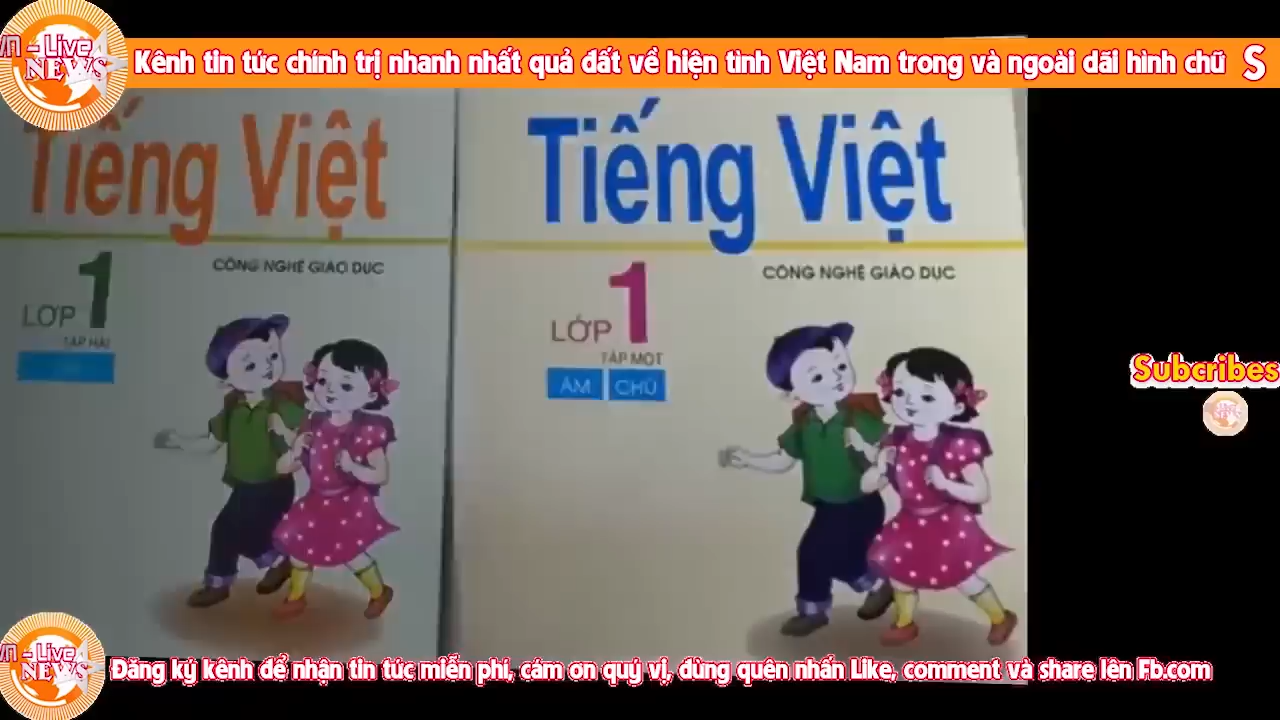 VN - Live
NEWS
Kênh tin tức chính trị nhanh nhất quả đất về hiện tình Việt Nam trong và ngoài dãi hình chữ S
Tiếng Việt
CÔNG NGHỆ GIÁO DỤC
LỚP 1
TẬP HAI
Tiếng Việt
CÔNG NGHỆ GIÁO DỤC
LỚP 1
TẬP MỘT
ÂM CHỮ
Subcribes
NEWS
VN - Live
NEWS
Đăng ký kênh để nhận tin tức miễn phí, cám ơn quý vị, đừng quên nhấn Like, comment và share lên Fb.com